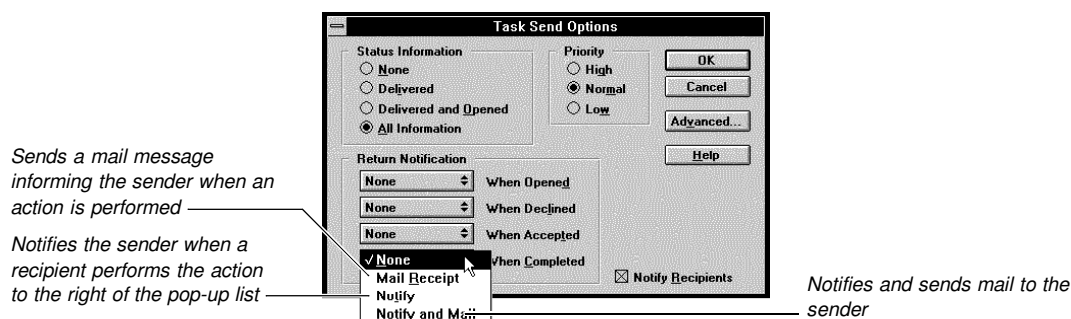 Task Send Options
Status Information
None
Delivered
Delivered and Opened
All Information
Priority
High
Normal
Low
OK
Cancel
Advanced...
Help
Return Notification
None When Opened
None When Declined
None When Accepted
✓ None When Completed
Mail Receipt
Notify
Notify and Mail
Notify Recipients
Sends a mail message
informing the sender when an
action is performed
Notifies the sender when a
recipient performs the action
to the right of the pop-up list
Notifies and sends mail to the
sender